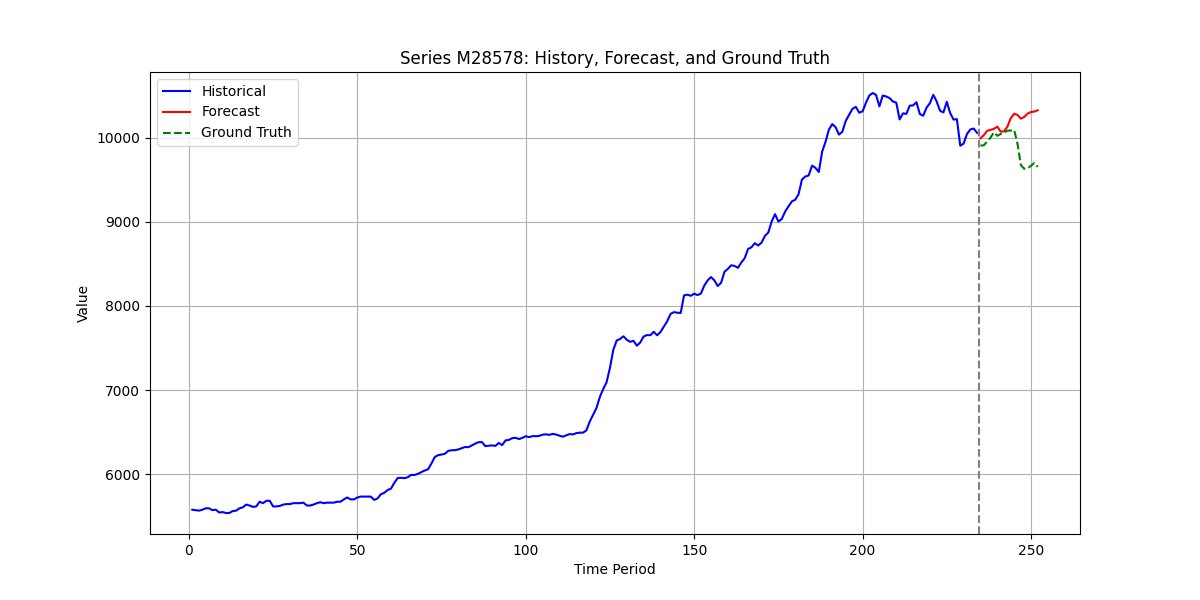 Series M28578: History, Forecast, and Ground Truth
Historical
Forecast
Ground Truth
10000
9000
8000
7000
6000
Value
0 50 100 150 200 250
Time Period